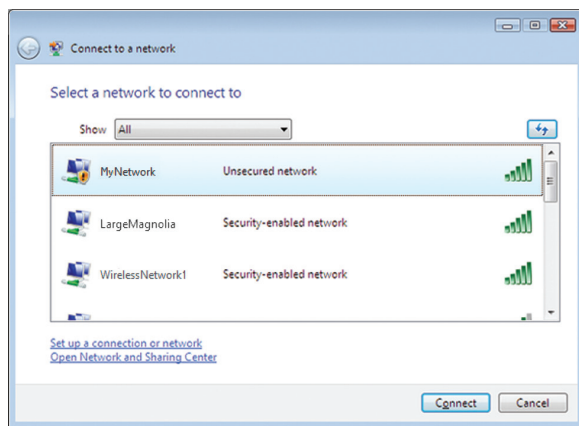 Connect to a network
Select a network to connect to
Show All
MyNetwork Unsecured network
LargeMagnolia Security-enabled network
WirelessNetwork1 Security-enabled network
Set up a connection or network
Open Network and Sharing Center
Connect Cancel